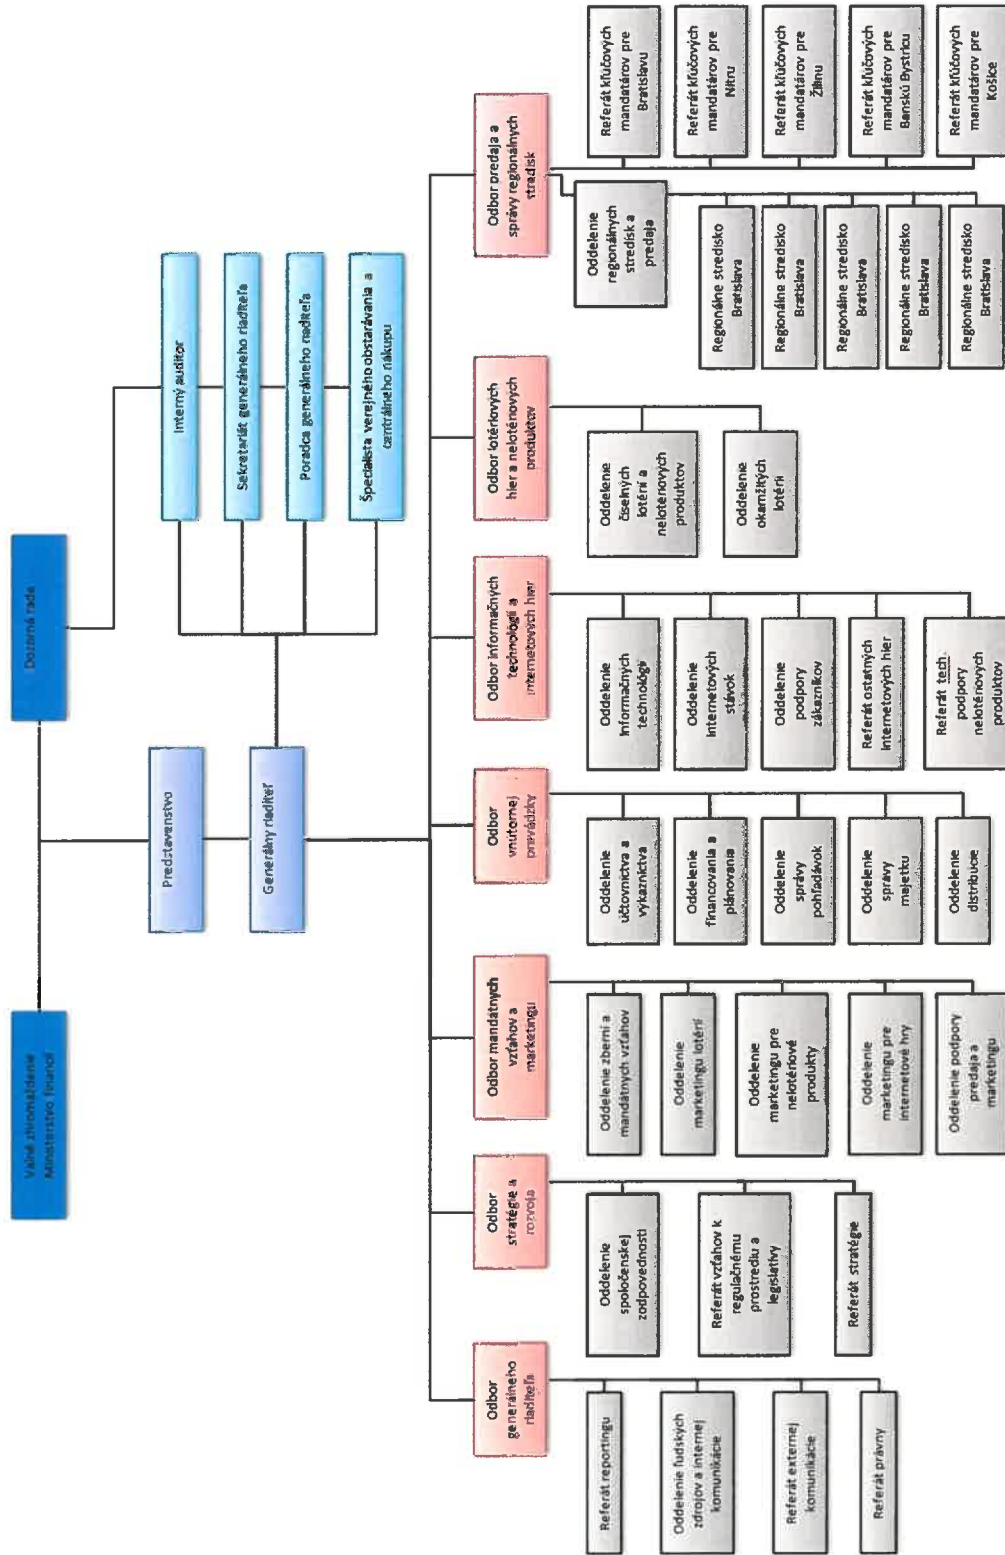 Valné zhromaždenie
Ministerstvo financí
Dozorná rada
Predstavenstvo
Generálny riaditeľ
Interný auditor
Sekretariát generálneho riaditeľa
Poradca generálneho riaditeľa
Špecialista verejného obstarávania a
centrálneho nákupu
Odbor
generálneho
riaditeľa
Referát reportingu
Oddelenie ľudských
zdrojov a internej
komunikácie
Referát externej
komunikácie
Referát právny
Odbor
stratégie a
rozvoja
Oddelenie
spoločenskej
zodpovednosti
Referát vzťahov k
regulačnému
prostrediu a
legislatívy
Referát stratégie
Odbor mandátnych
vzťahov a
marketingu
Oddelenie zberní a
mandátnych vzťahov
Oddelenie
marketingu lotérií
Oddelenie
marketingu pre
nelotériové
produkty
Oddelenie
marketingu pre
internetové hry
Oddelenie podpory
predaja a
marketingu
Odbor
vnútornej
prevádzky
Oddelenie
účtovníctva a
výkazníctva
Oddelenie
financovania a
plánovania
Oddelenie
správy
pohľadávok
Oddelenie
správy
majetku
Oddelenie
distribúcie
Odbor informačných
technológií a
internetových hier
Oddelenie
informačných
technológií
Oddelenie
internetových
stávok
Oddelenie
podpory
zákazníkov
Referát ostatných
internetových hier
Referát tech.
podpory
nelotériových
produktov
Odbor lotériových
hier a nelotériových
produktov
Oddelenie
číselných
lotérií a
nelotériových
produktov
Oddelenie
okamžitých
lotérií
Odbor predaja a
správy regionálnych
stredísk
Oddelenie
regionálnych
stredísk a
predaja
Regionálne stredisko
Bratislava
Regionálne stredisko
Bratislava
Regionálne stredisko
Bratislava
Regionálne stredisko
Bratislava
Regionálne stredisko
Bratislava
Referát kľúčových
mandatárov pre
Bratislavu
Referát kľúčových
mandatárov pre
Nitru
Referát kľúčových
mandatárov pre
Žilinu
Referát kľúčových
mandatárov pre
Banskú Bystricu
Referát kľúčových
mandatárov pre
Košice